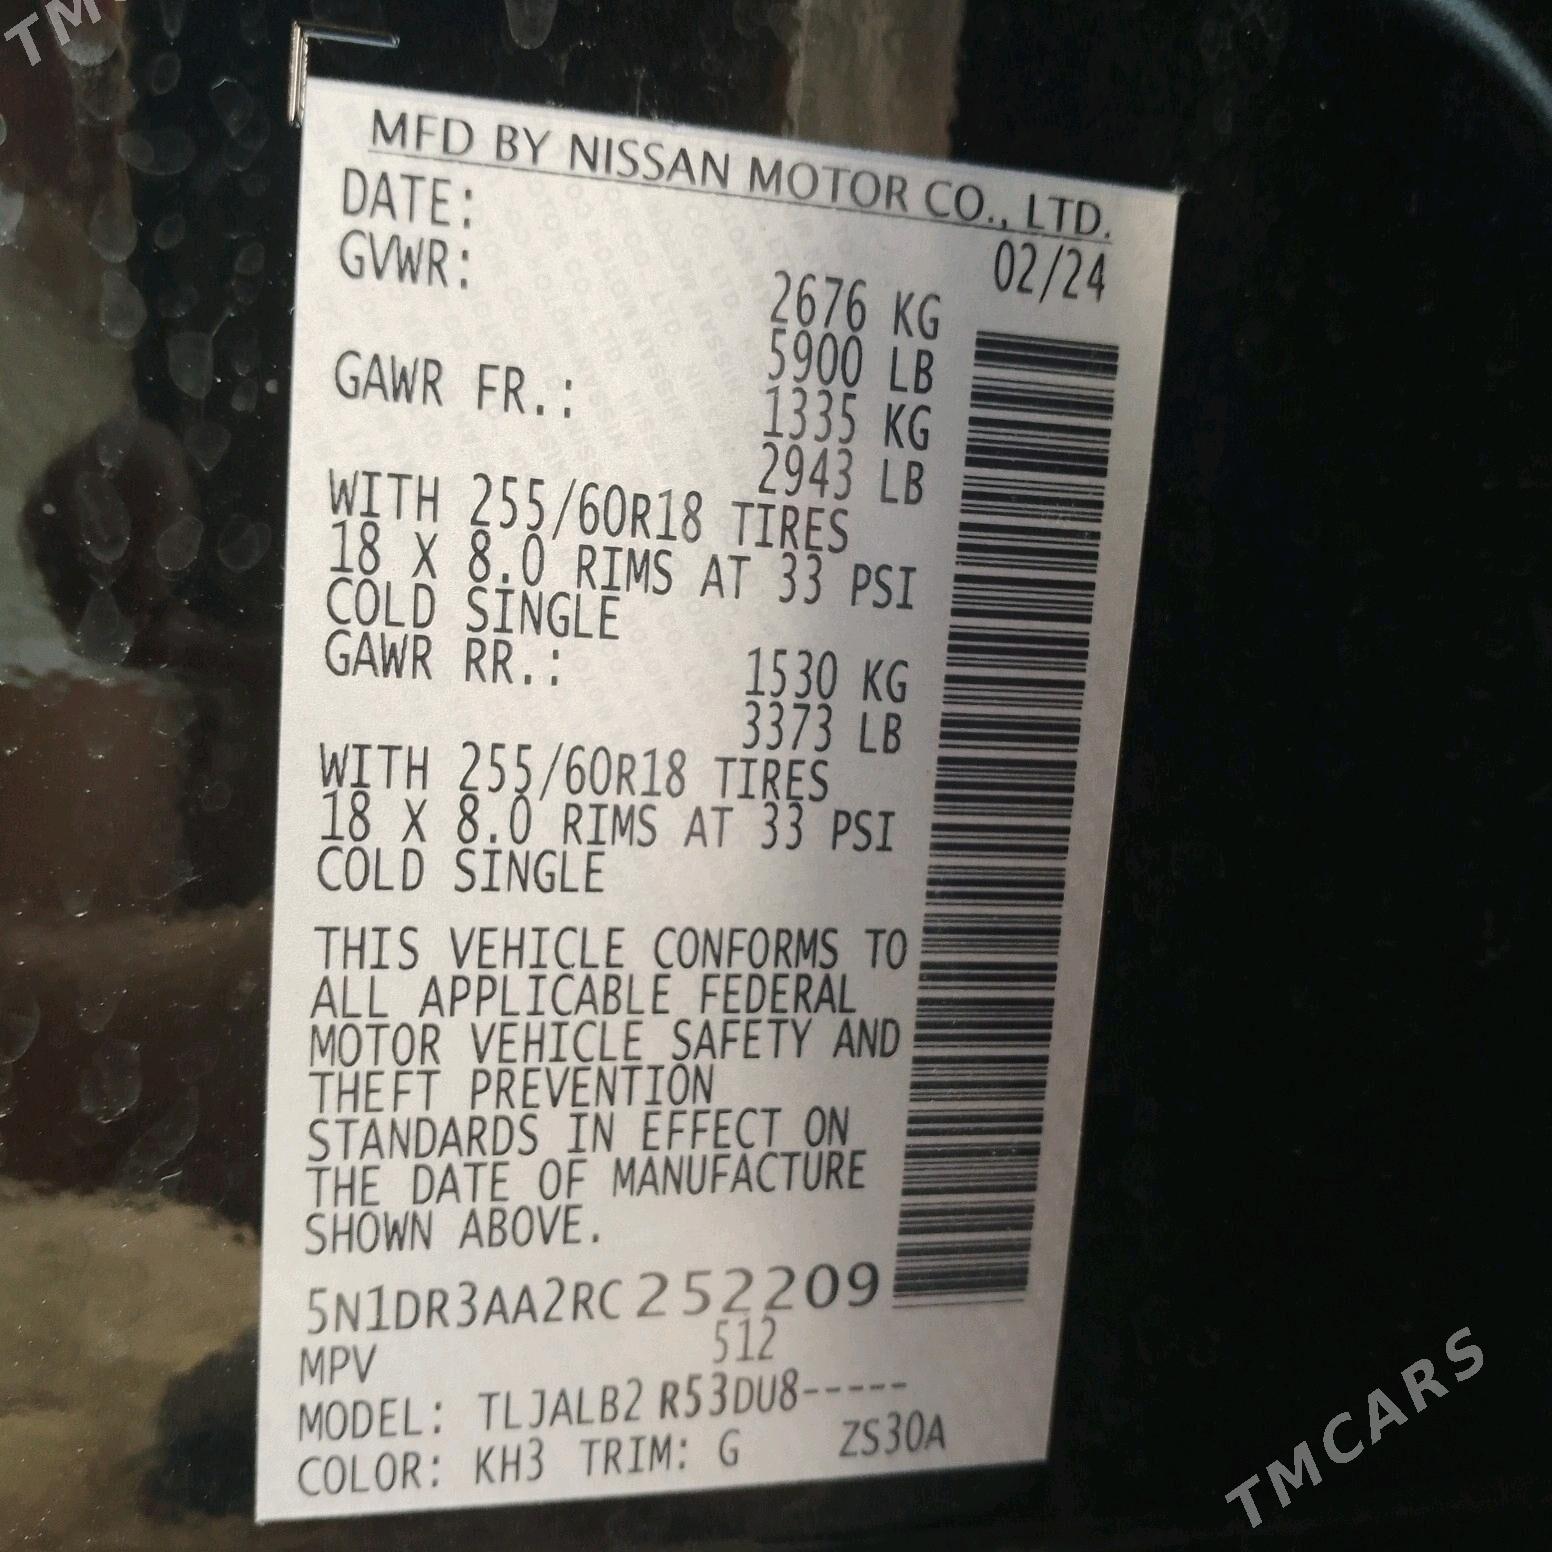 TM
MFD BY NISSAN MOTOR CO., LTD.
DATE: 02/24
GVWR: 2676 KG
5900 LB
GAWR FR.: 1335 KG
2943 LB
WITH 255/60R18 TIRES
18 X 8.0 RIMS AT 33 PSI
COLD SINGLE
GAWR RR.: 1530 KG
3373 LB
WITH 255/60R18 TIRES
18 X 8.0 RIMS AT 33 PSI
COLD SINGLE
THIS VEHICLE CONFORMS TO
ALL APPLICABLE FEDERAL
MOTOR VEHICLE SAFETY AND
THEFT PREVENTION
STANDARDS IN EFFECT ON
THE DATE OF MANUFACTURE
SHOWN ABOVE.
5N1DR3AA2RC252209
MPV 512
MODEL: TLJALB2 R53DU8-----
COLOR: KH3 TRIM: G ZS30A
TMCARS